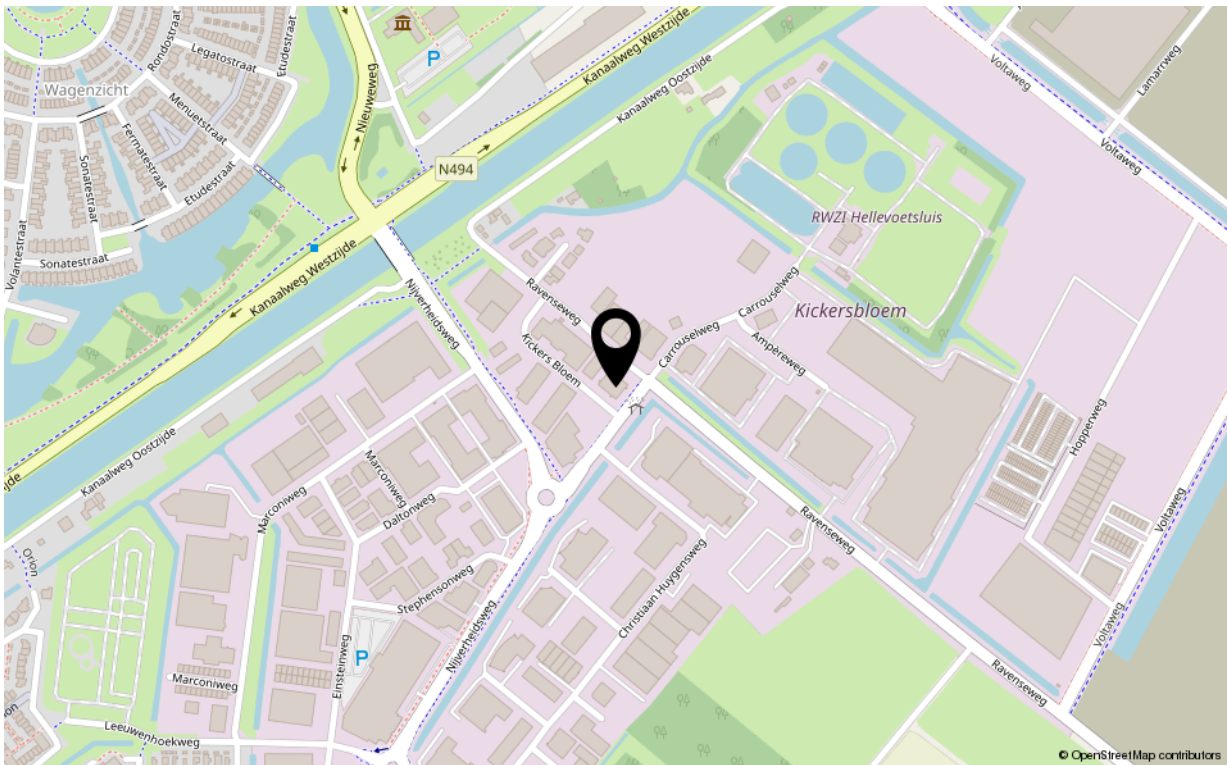 Rondostraat
Legatostraat
Etudestraat
Wagenzicht
Menuetstraat
Fermatestraat
Sonatestraat
Etudestraat
Volantestraat
Sonatestraat
Nieuweweg
P
Kanaalweg Westzijde
N494
Kanaalweg Oostzijde
Voltaweg
Lamarrweg
Voltaweg
RWZI Hellevoetsluis
Kanaalweg Westzijde
Nijverheidsweg
Ravenseweg
Carrouselweg
Kickersbloem
Carrouselweg
Ampèreweg
Kickers Bloem
Hopperweg
jde
Kanaalweg Oostzijde
Marconiweg
Marconiweg
Daltonweg
Ravenseweg
Voltaweg
Orion
Stephensonweg
Christiaan Huygensweg
Nijverheidsweg
Einsteinweg
P
Voltaweg
Marconiweg
Ravenseweg
Leeuwenhoekweg
© OpenStreetMap contributors